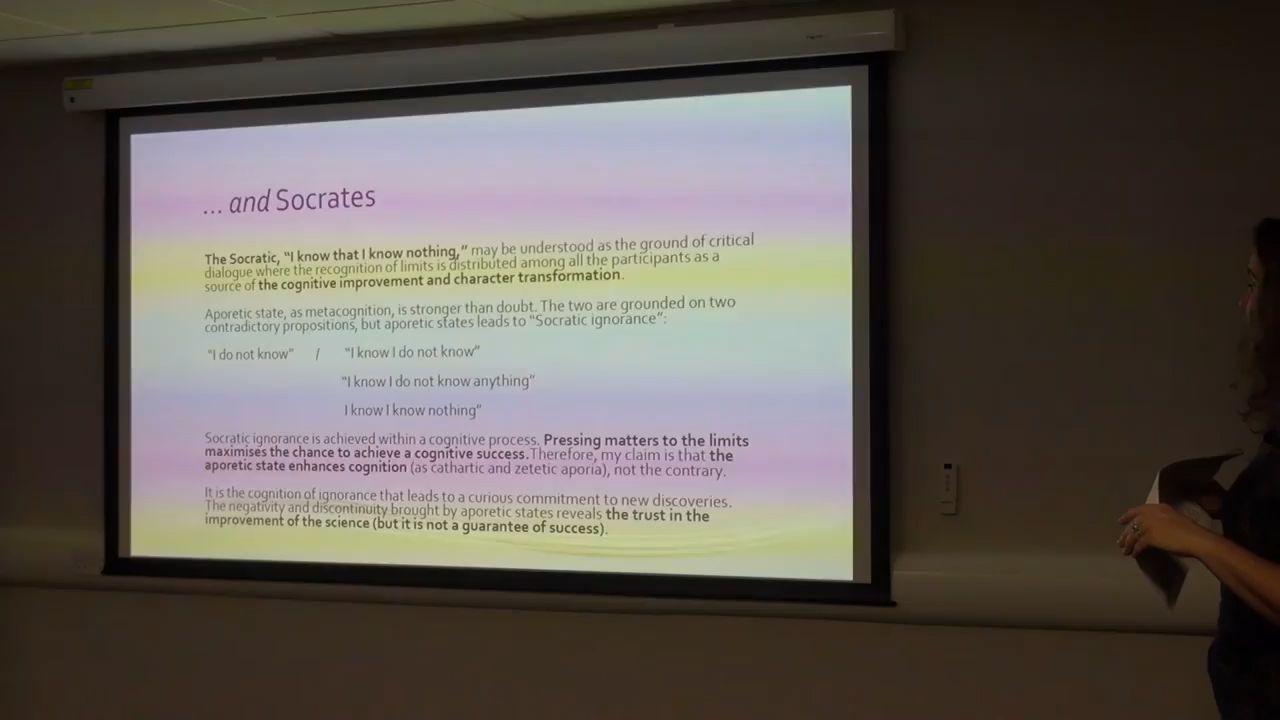 ... and Socrates
The Socratic, “I know that I know nothing,” may be understood as the ground of critical
dialogue where the recognition of limits is distributed among all the participants as a
source of the cognitive improvement and character transformation.
Aporetic state, as metacognition, is stronger than doubt. The two are grounded on two
contradictory propositions, but aporetic states leads to “Socratic ignorance”:
“I do not know” / “I know I do not know”
“I know I do not know anything”
I know I know nothing”
Socratic ignorance is achieved within a cognitive process. Pressing matters to the limits
maximises the chance to achieve a cognitive success.Therefore, my claim is that the
aporetic state enhances cognition (as cathartic and zetetic aporia), not the contrary.
It is the cognition of ignorance that leads to a curious commitment to new discoveries.
The negativity and discontinuity brought by aporetic states reveals the trust in the
improvement of the science (but it is not a guarantee of success).